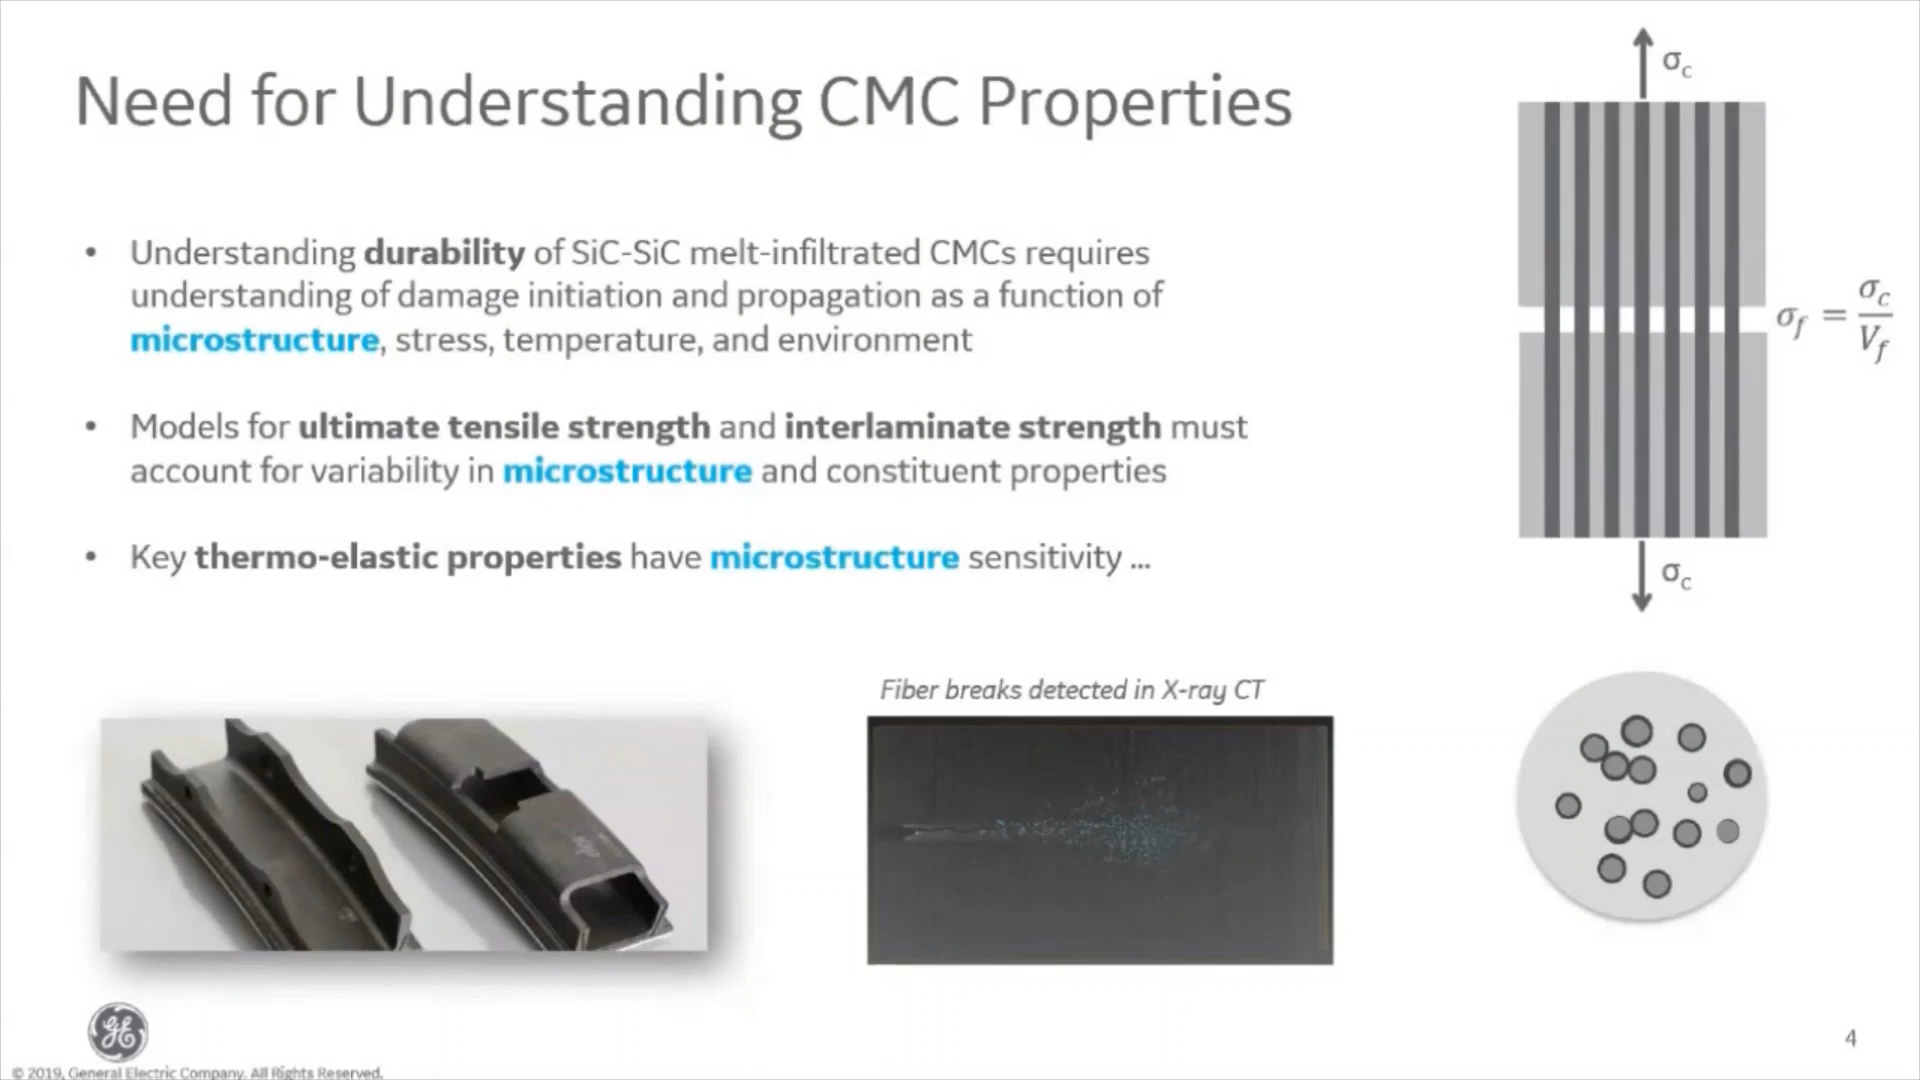 Need for Understanding CMC Properties
• Understanding durability of SiC-SiC melt-infiltrated CMCs requires
understanding of damage initiation and propagation as a function of
microstructure, stress, temperature, and environment
• Models for ultimate tensile strength and interlaminate strength must
account for variability in microstructure and constituent properties
• Key thermo-elastic properties have microstructure sensitivity ...
σc
σf = σc/Vf
σc
Fiber breaks detected in X-ray CT
GE
4
© 2019, General Electric Company. All Rights Reserved.